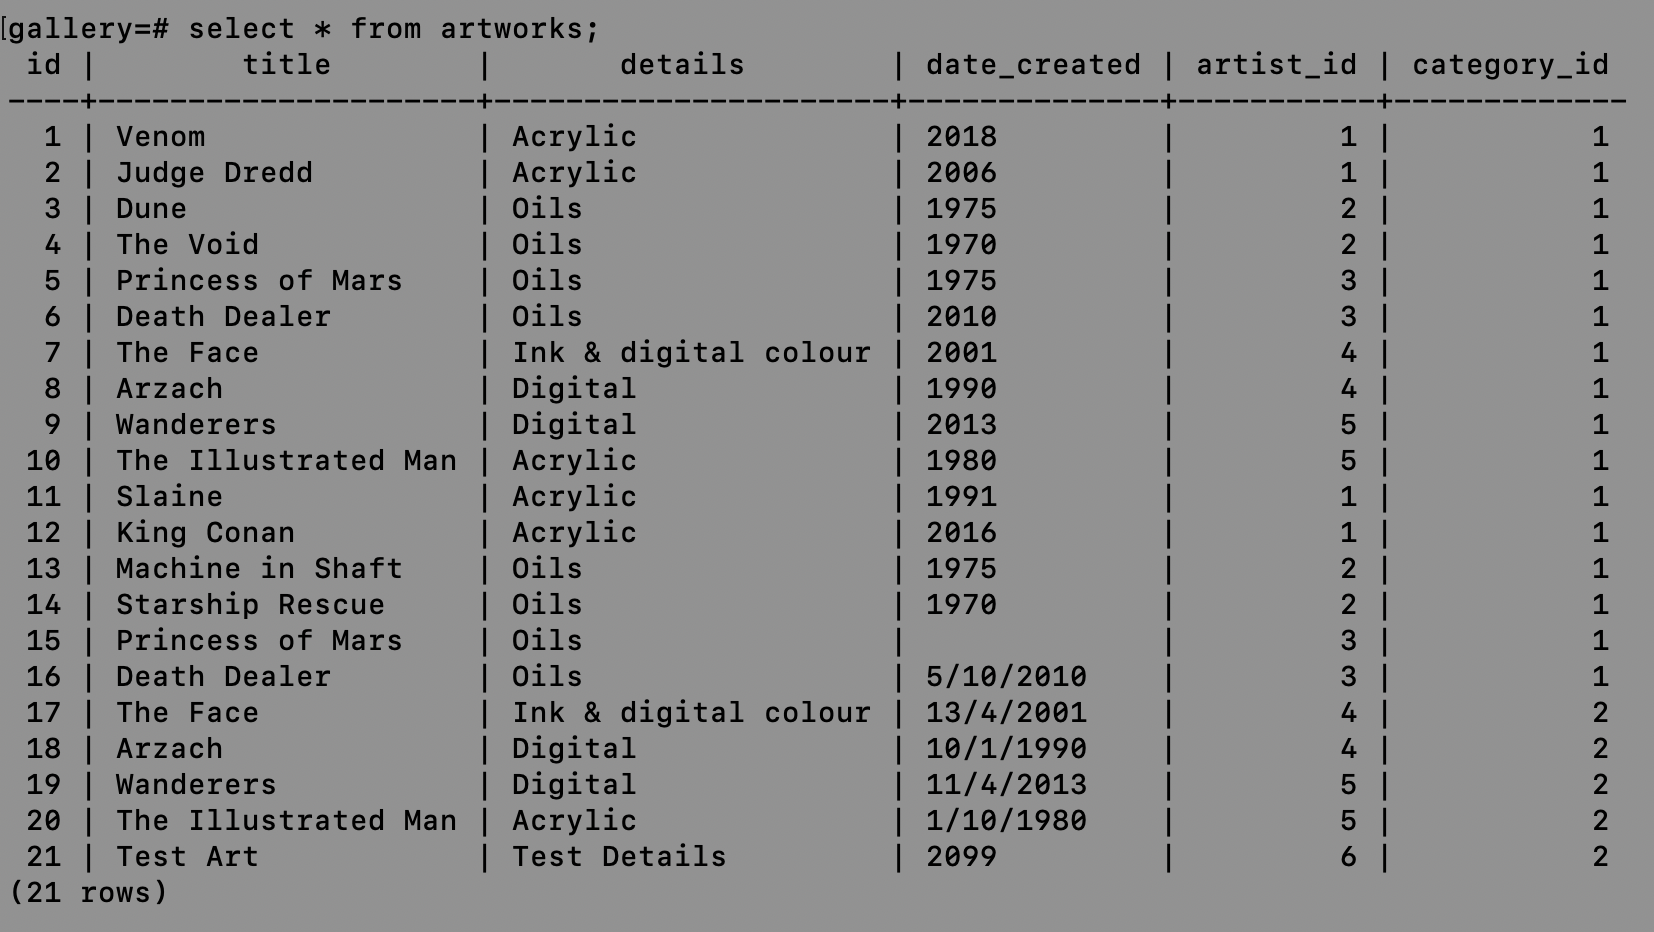 [gallery=# select * from artworks;
 id |        title        |        details        | date_created | artist_id | category_id
----+---------------------+-----------------------+--------------+-----------+-------------
  1 | Venom               | Acrylic               | 2018         |         1 |           1
  2 | Judge Dredd         | Acrylic               | 2006         |         1 |           1
  3 | Dune                | Oils                  | 1975         |         2 |           1
  4 | The Void            | Oils                  | 1970         |         2 |           1
  5 | Princess of Mars    | Oils                  | 1975         |         3 |           1
  6 | Death Dealer        | Oils                  | 2010         |         3 |           1
  7 | The Face            | Ink & digital colour  | 2001         |         4 |           1
  8 | Arzach              | Digital               | 1990         |         4 |           1
  9 | Wanderers           | Digital               | 2013         |         5 |           1
 10 | The Illustrated Man | Acrylic               | 1980         |         5 |           1
 11 | Slaine              | Acrylic               | 1991         |         1 |           1
 12 | King Conan          | Acrylic               | 2016         |         1 |           1
 13 | Machine in Shaft    | Oils                  | 1975         |         2 |           1
 14 | Starship Rescue     | Oils                  | 1970         |         2 |           1
 15 | Princess of Mars    | Oils                  |              |         3 |           1
 16 | Death Dealer        | Oils                  | 5/10/2010    |         3 |           1
 17 | The Face            | Ink & digital colour  | 13/4/2001    |         4 |           2
 18 | Arzach              | Digital               | 10/1/1990    |         4 |           2
 19 | Wanderers           | Digital               | 11/4/2013    |         5 |           2
 20 | The Illustrated Man | Acrylic               | 1/10/1980    |         5 |           2
 21 | Test Art            | Test Details          | 2099         |         6 |           2
(21 rows)